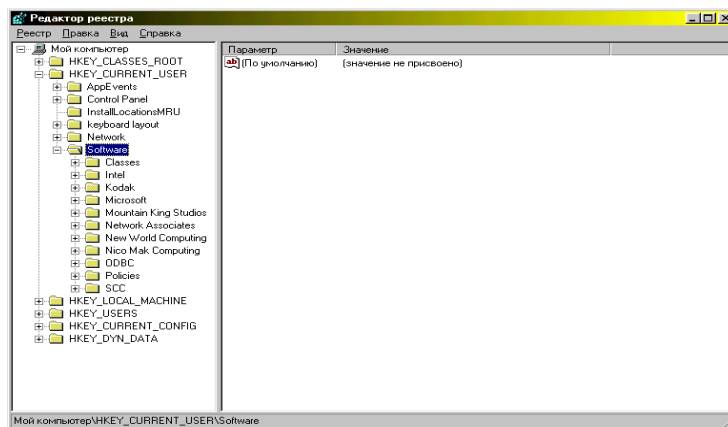 Редактор реестра
Реестр Правка Вид Справка
Мой компьютер
HKEY_CLASSES_ROOT
HKEY_CURRENT_USER
AppEvents
Control Panel
InstallLocationsMRU
keyboard layout
Network
Software
Classes
Intel
Kodak
Microsoft
Mountain King Studios
Network Associates
New World Computing
Nico Mak Computing
ODBC
Policies
SCC
HKEY_LOCAL_MACHINE
HKEY_USERS
HKEY_CURRENT_CONFIG
HKEY_DYN_DATA
Параметр Значение
ab (По умолчанию) (значение не присвоено)
Мой компьютер\HKEY_CURRENT_USER\Software